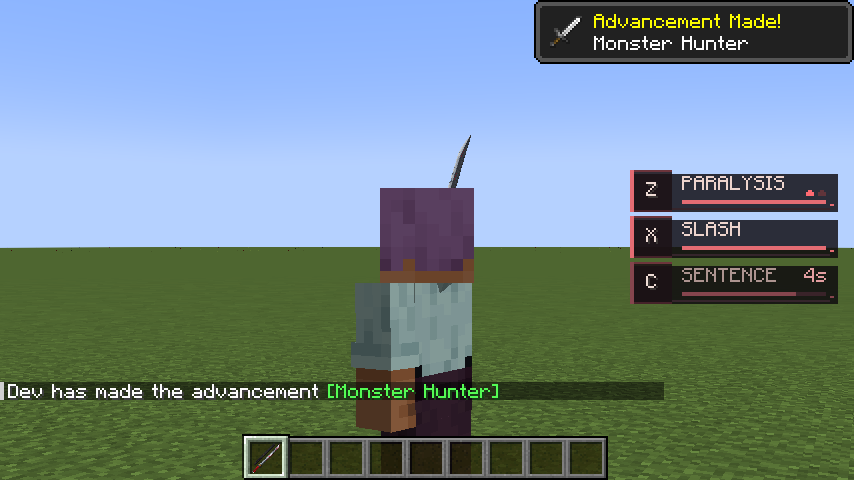 Advancement Made!
Monster Hunter
Z PARALYSIS
X SLASH
C SENTENCE 4s
Dev has made the advancement [Monster Hunter]